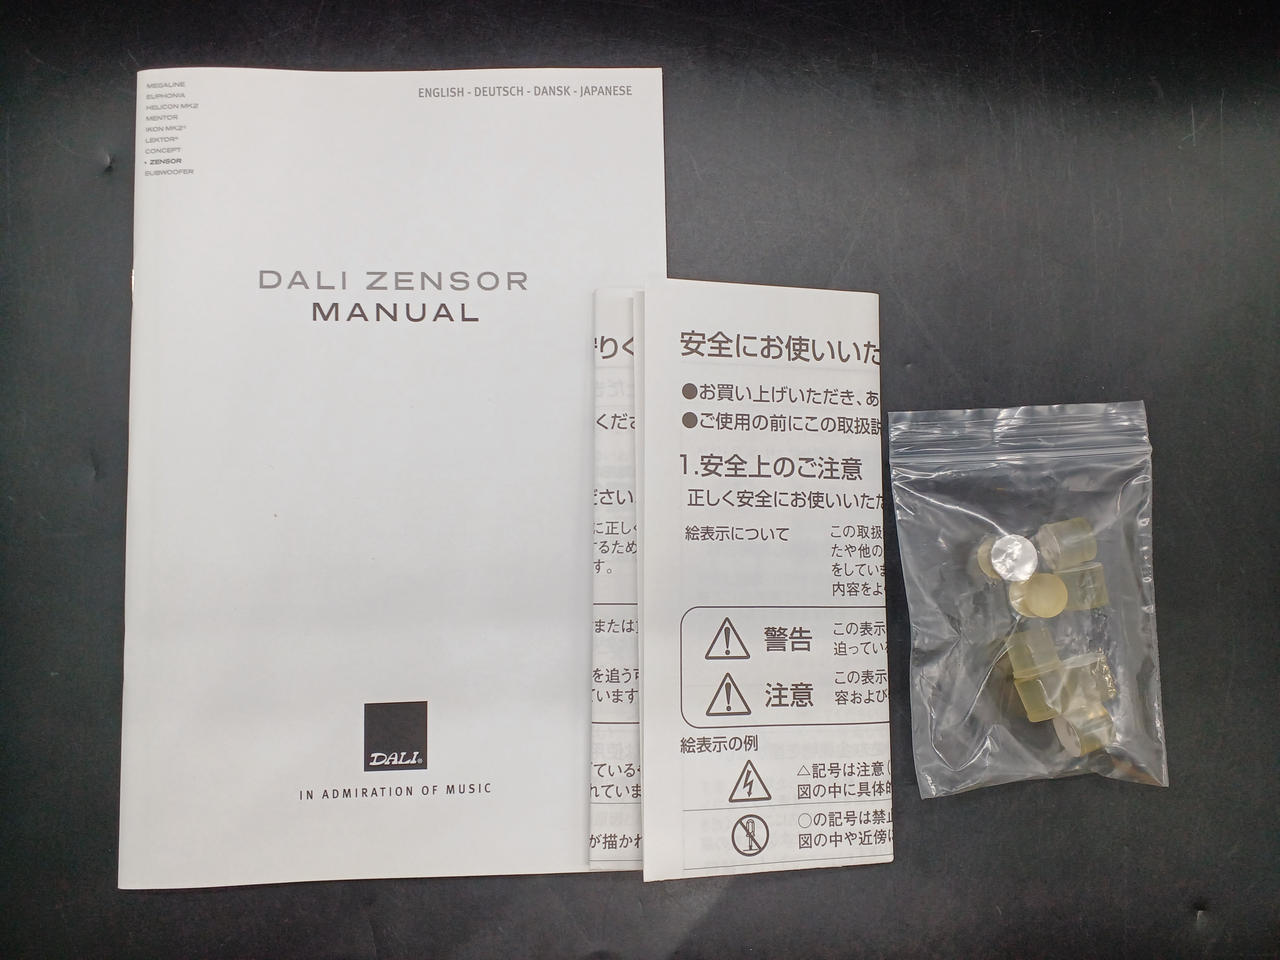 MEGALINE
EUPHONIA
HELICON MK2
MENTOR
IKON MK2®
LEKTOR®
CONCEPT
• ZENSOR
SUBWOOFER
ENGLISH - DEUTSCH - DANSK - JAPANESE
DALI ZENSOR
MANUAL
DALI®
IN ADMIRATION OF MUSIC
りく
くださ
ださい
に正し
するため
す。
または
を追う可
ています
ている
れていま
が描かれ
安全にお使いいた
●お買い上げいただき、あ
●ご使用の前にこの取扱説
1.安全上のご注意
正しく安全にお使いいただ
絵表示について
この取扱
たや他の
をしていま
内容をよ
警告
この表示
迫ってい
注意
この表示
容および
絵表示の例
△記号は注意(
図の中に具体的
○の記号は禁止
図の中や近傍に